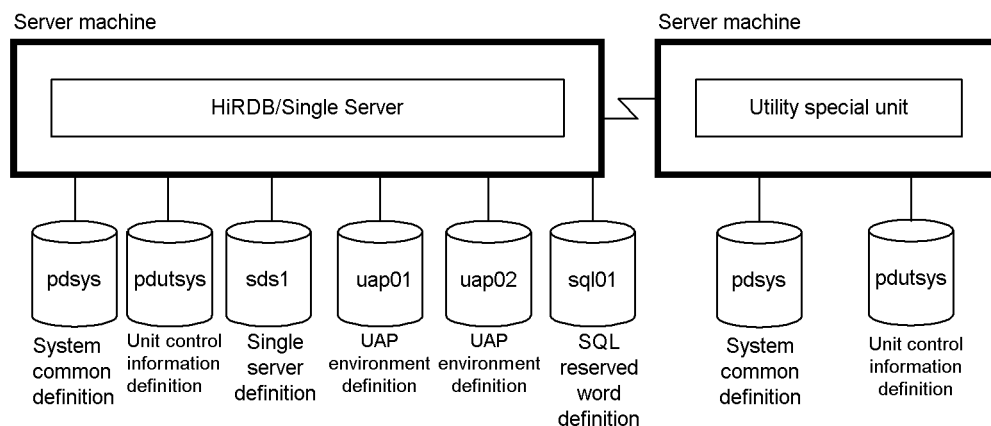 Server machine
Server machine
HiRDB/Single Server
Utility special unit
pdsys
pdutsys
sds1
uap01
uap02
sql01
pdsys
pdutsys
System
common
definition
Unit control
information
definition
Single
server
definition
UAP
environment
definition
UAP
environment
definition
SQL
reserved
word
definition
System
common
definition
Unit control
information
definition